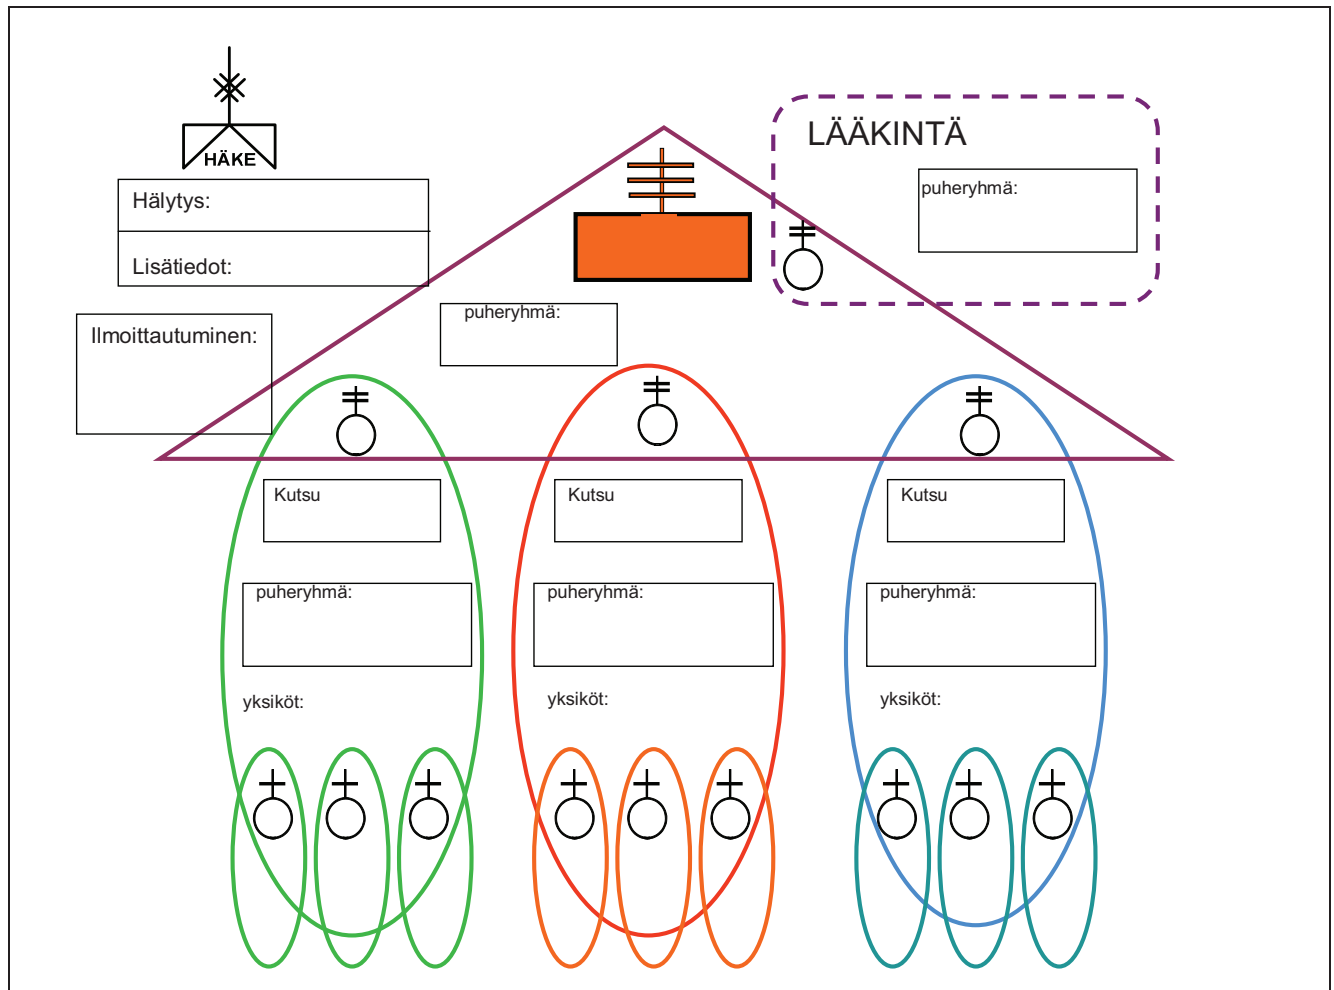 HÄKE
Hälytys:
Lisätiedot:
LÄÄKINTÄ
puheryhmä:
Ilmoittautuminen:
puheryhmä:
Kutsu
puheryhmä:
yksiköt:
Kutsu
puheryhmä:
yksiköt:
Kutsu
puheryhmä:
yksiköt: